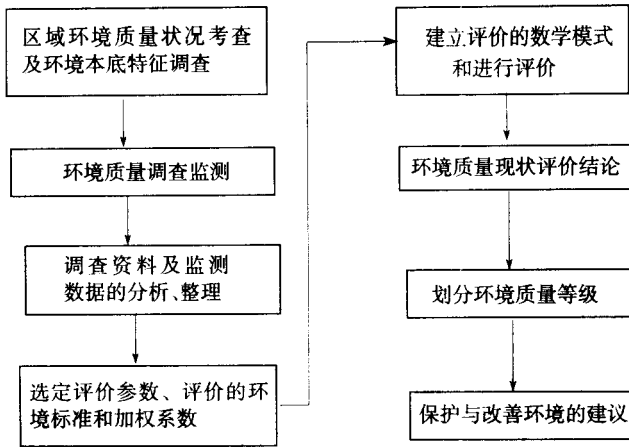 区域环境质量状况考查
及环境本底特征调查
环境质量调查监测
调查资料及监测
数据的分析、整理
选定评价参数、评价的环
境标准和加权系数
建立评价的数学模式
和进行评价
环境质量现状评价结论
划分环境质量等级
保护与改善环境的建议